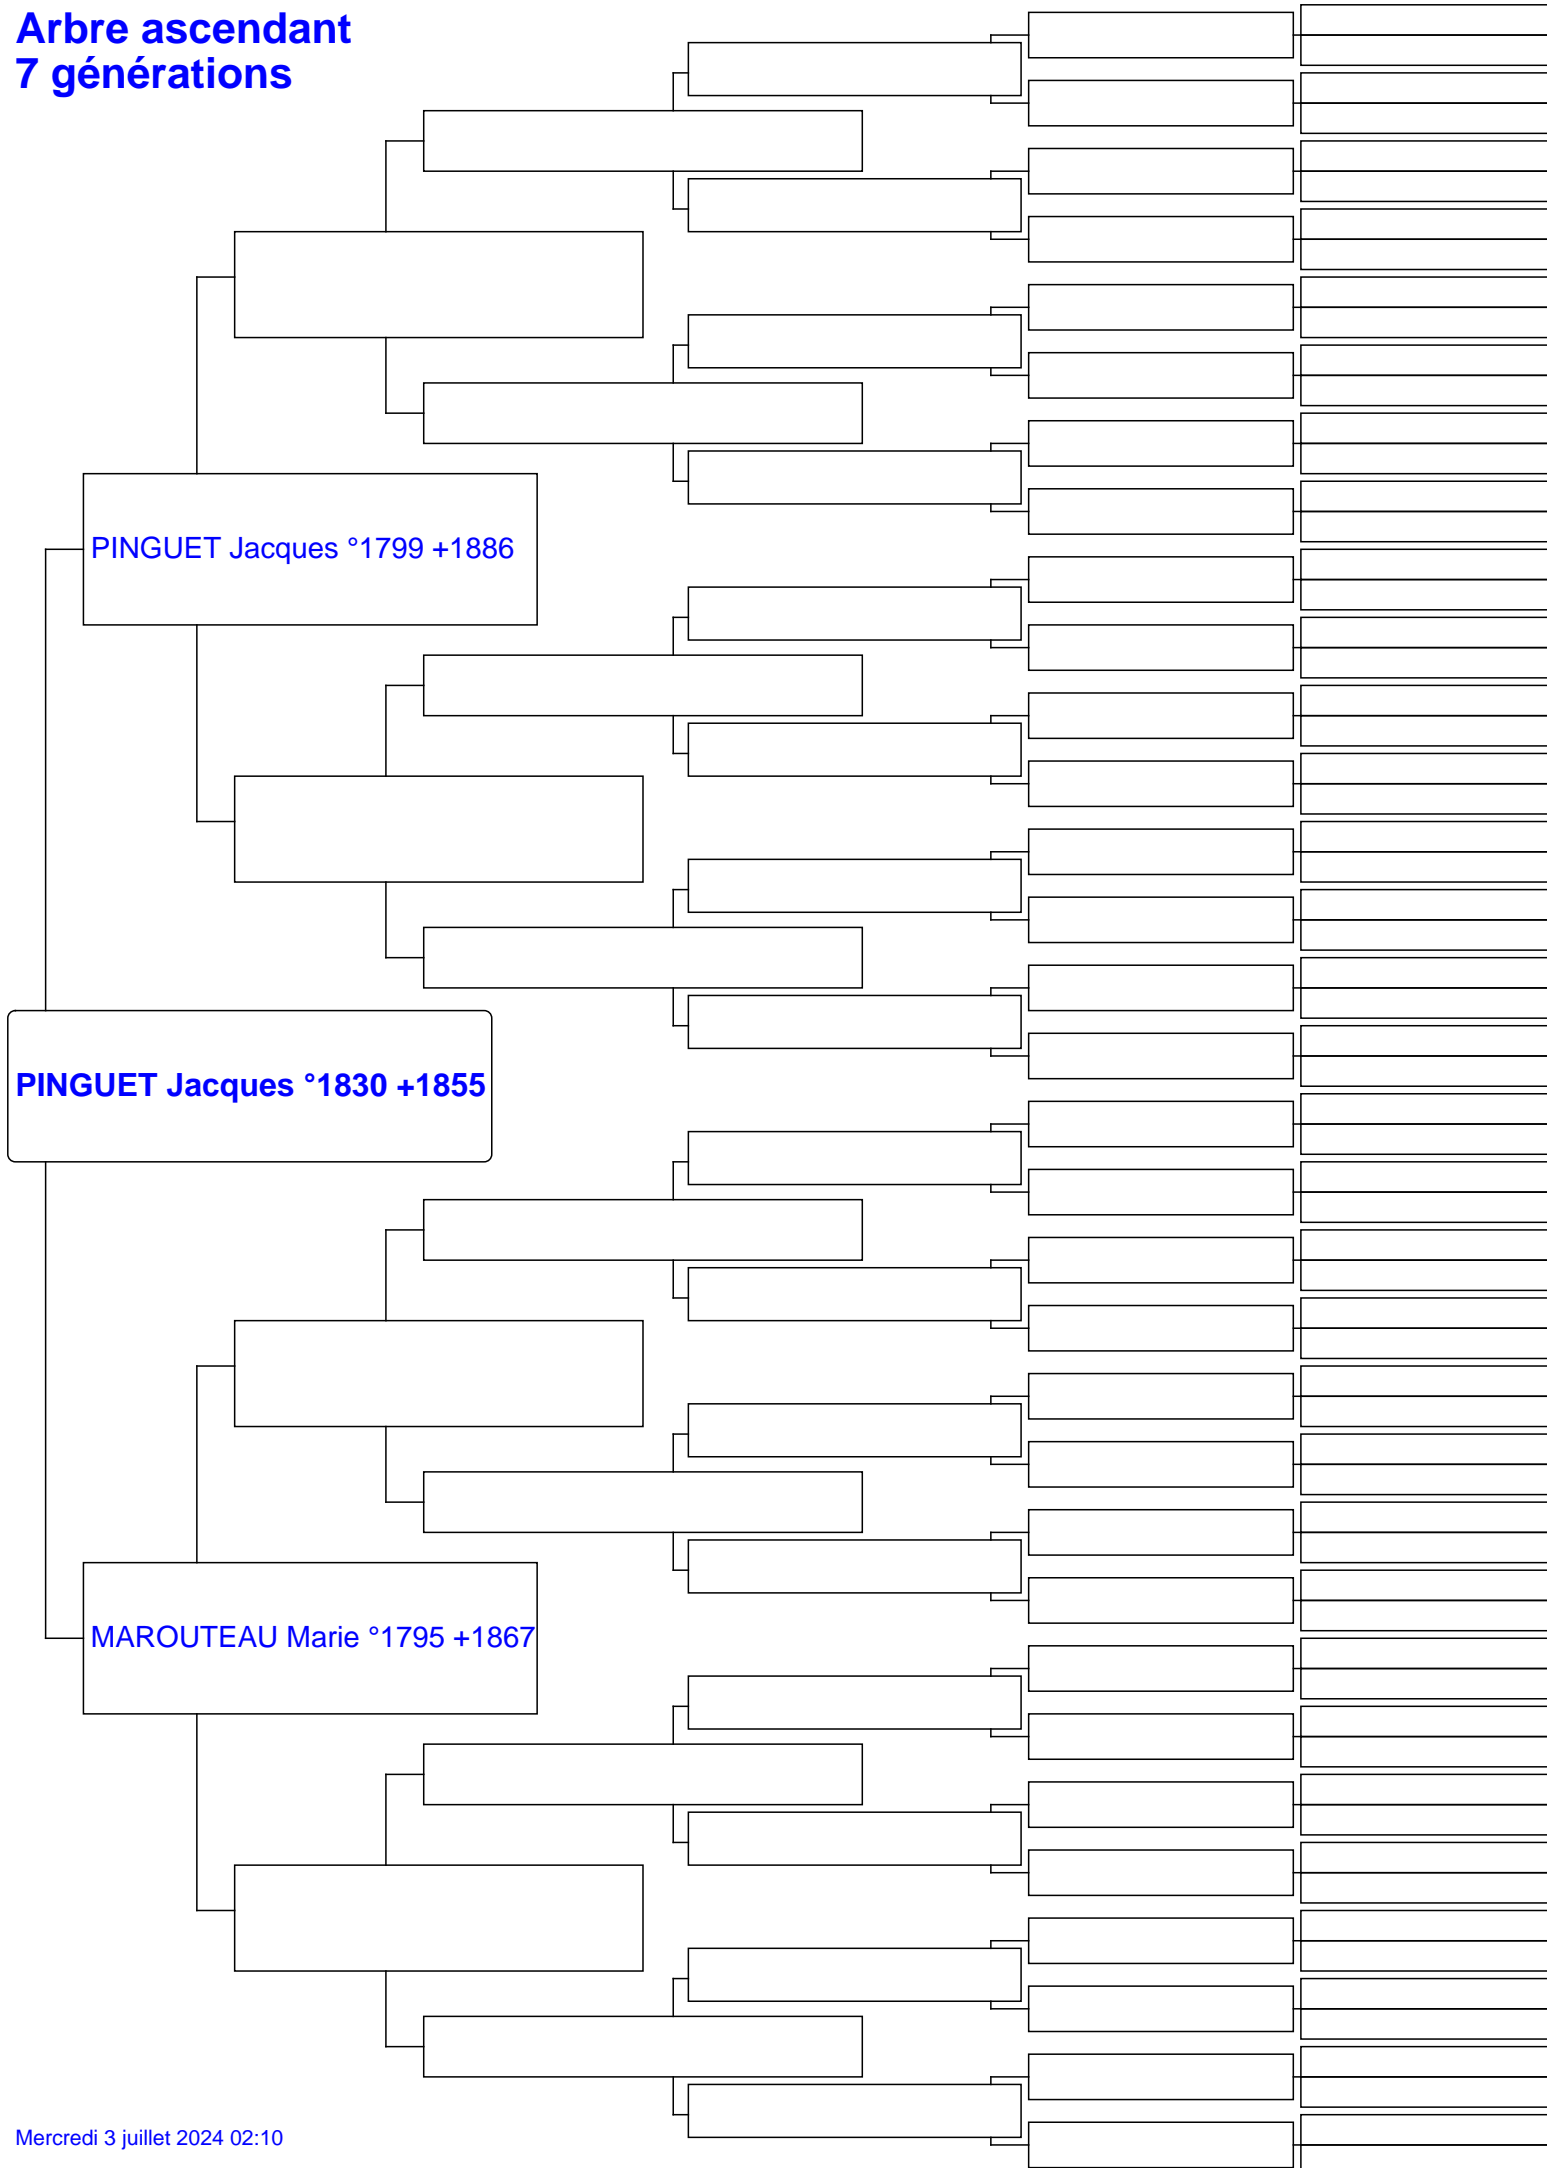 Arbre ascendant
7 générations
PINGUET Jacques °1799 +1886
PINGUET Jacques °1830 +1855
MAROUTEAU Marie °1795 +1867
Mercredi 3 juillet 2024 02:10